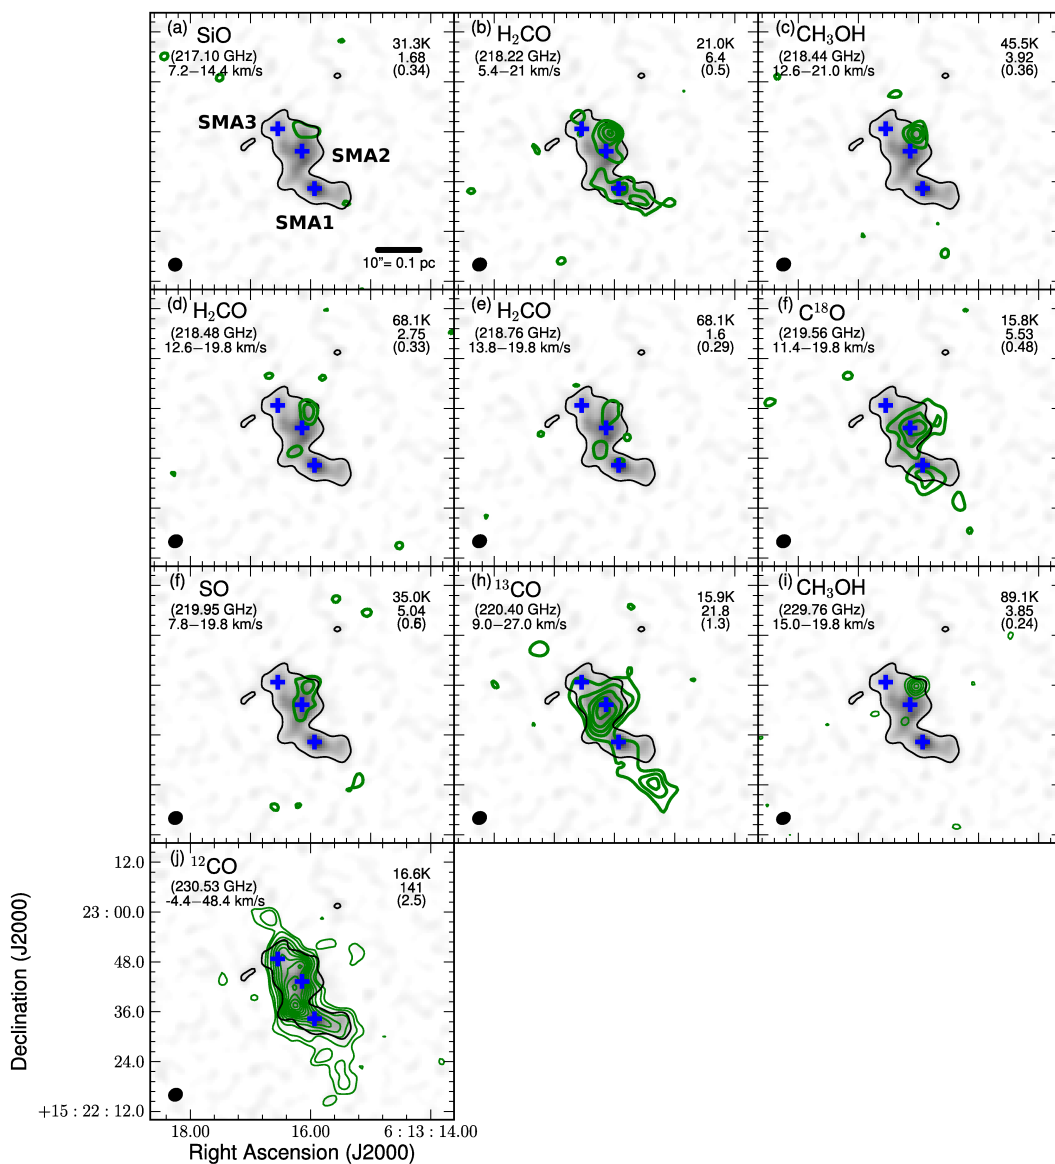 (a) SiO
(217.10 GHz)
7.2−14.4 km/s
31.3K
1.68
(0.34)
SMA3
SMA2
SMA1
10"= 0.1 pc
(b) H₂CO
(218.22 GHz)
5.4−21 km/s
21.0K
6.4
(0.5)
(c) CH₃OH
(218.44 GHz)
12.6−21.0 km/s
45.5K
3.92
(0.36)
(d) H₂CO
(218.48 GHz)
12.6−19.8 km/s
68.1K
2.75
(0.33)
(e) H₂CO
(218.76 GHz)
13.8−19.8 km/s
68.1K
1.6
(0.29)
(f) C¹⁸O
(219.56 GHz)
11.4−19.8 km/s
15.8K
5.53
(0.48)
(f) SO
(219.95 GHz)
7.8−19.8 km/s
35.0K
5.04
(0.6)
(h) ¹³CO
(220.40 GHz)
9.0−27.0 km/s
15.9K
21.8
(1.3)
(i) CH₃OH
(229.76 GHz)
15.0−19.8 km/s
89.1K
3.85
(0.24)
(j) ¹²CO
(230.53 GHz)
-4.4−48.4 km/s
16.6K
141
(2.5)
12.0
23 : 00.0
48.0
36.0
24.0
+15 : 22 : 12.0
Declination (J2000)
18.00
16.00
6 : 13 : 14.00
Right Ascension (J2000)